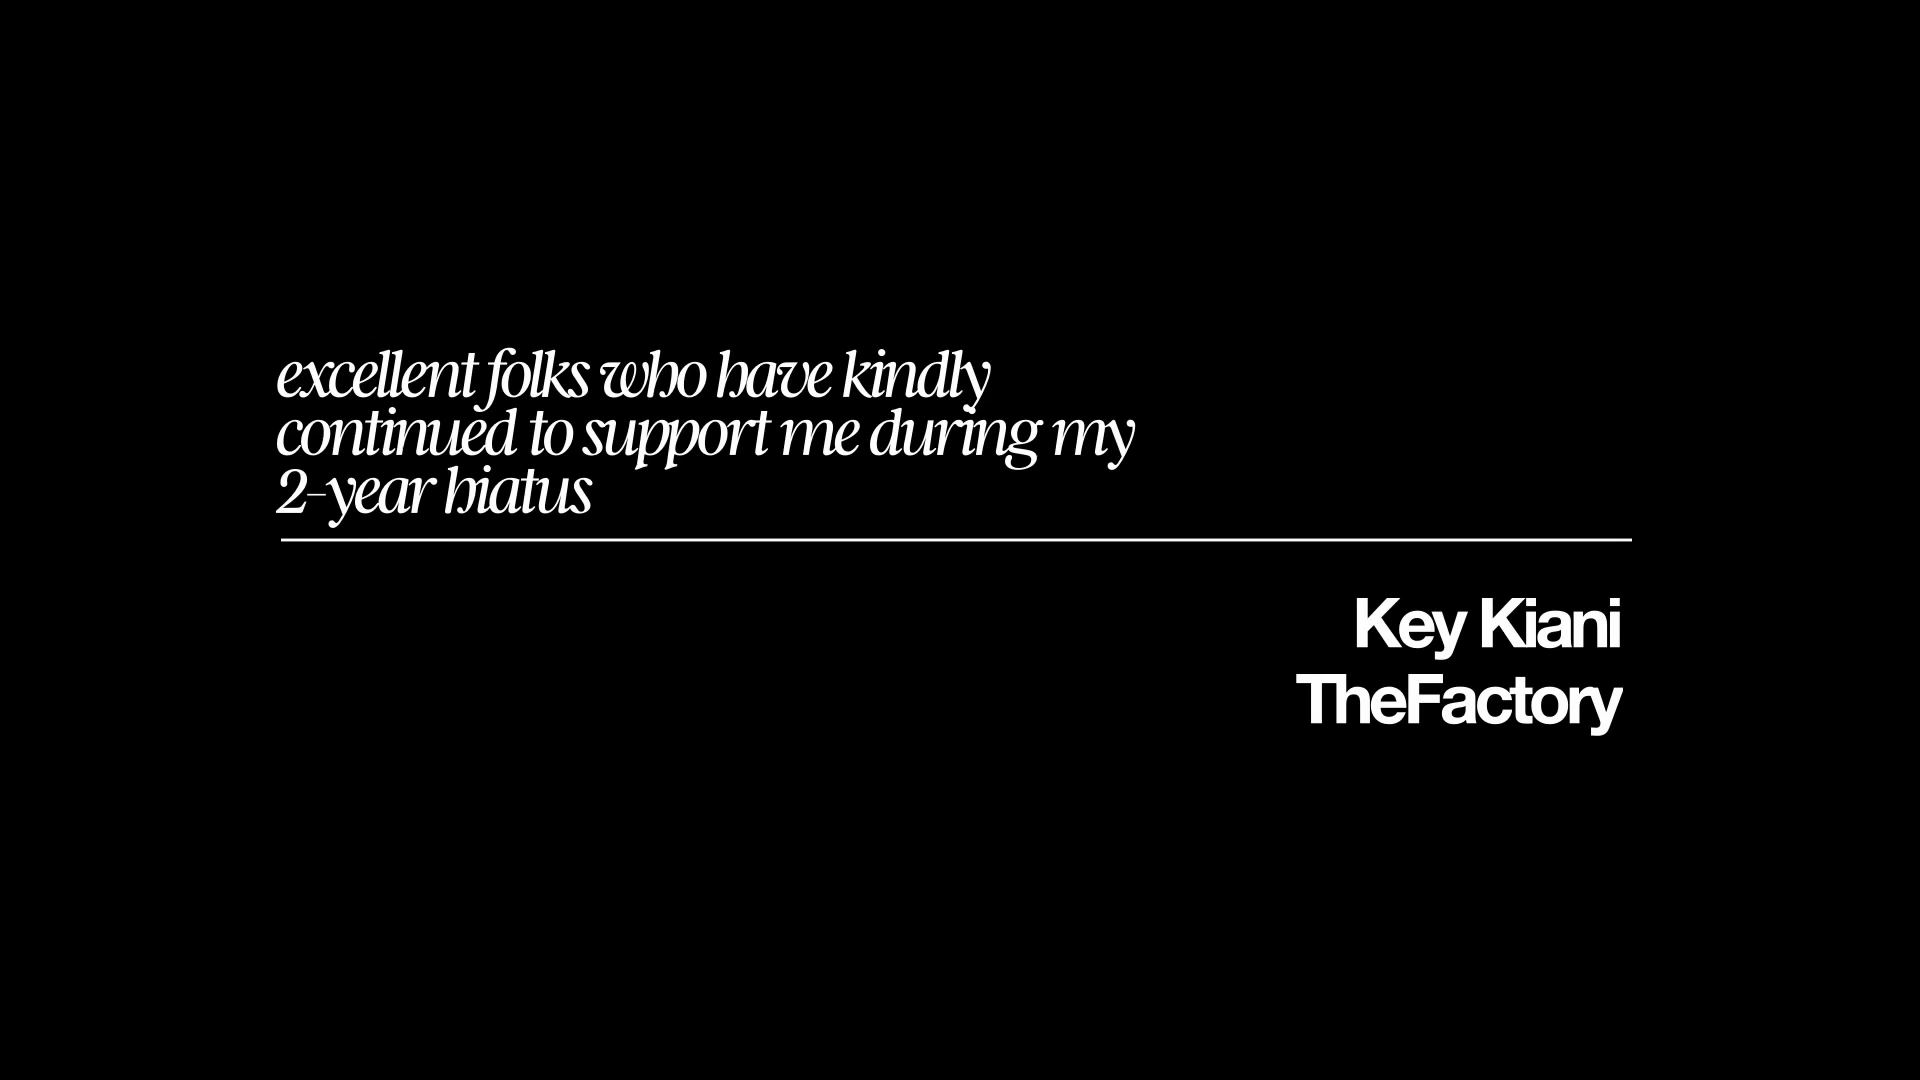 excellent folks who have kindly
continued to support me during my
2-year hiatus
Key Kiani
TheFactory